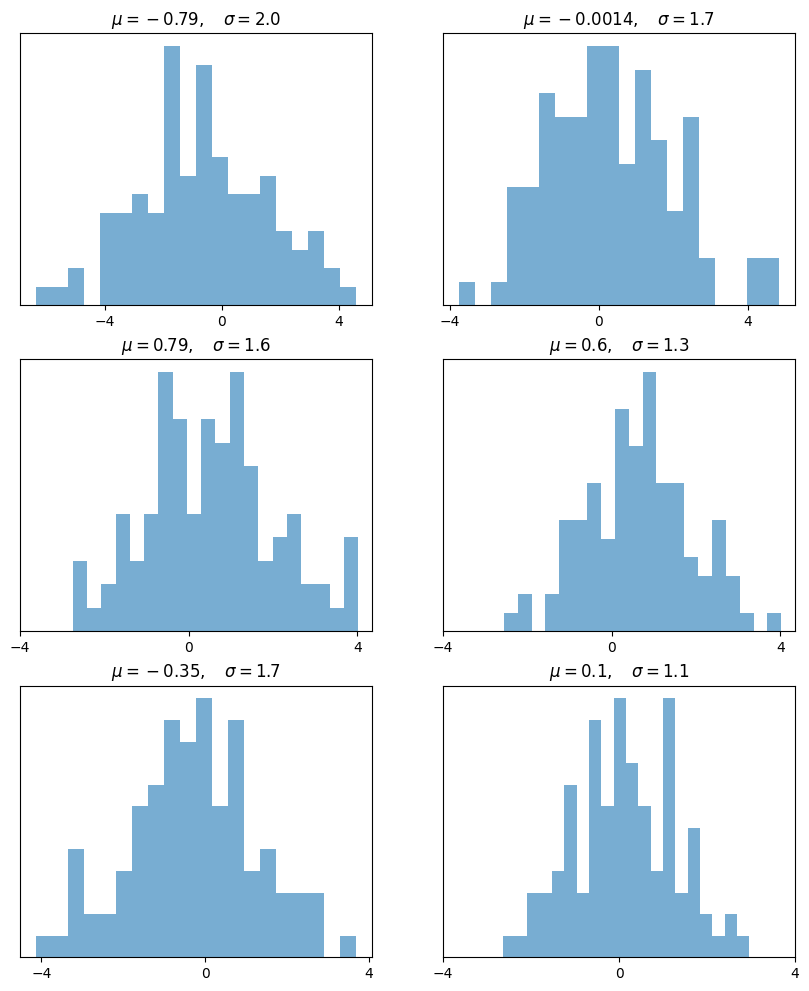 μ = −0.79, σ = 2.0
μ = −0.0014, σ = 1.7
−4 0 4
−4 0 4
μ = 0.79, σ = 1.6
μ = 0.6, σ = 1.3
−4 0 4
−4 0 4
μ = −0.35, σ = 1.7
μ = 0.1, σ = 1.1
−4 0 4
−4 0 4